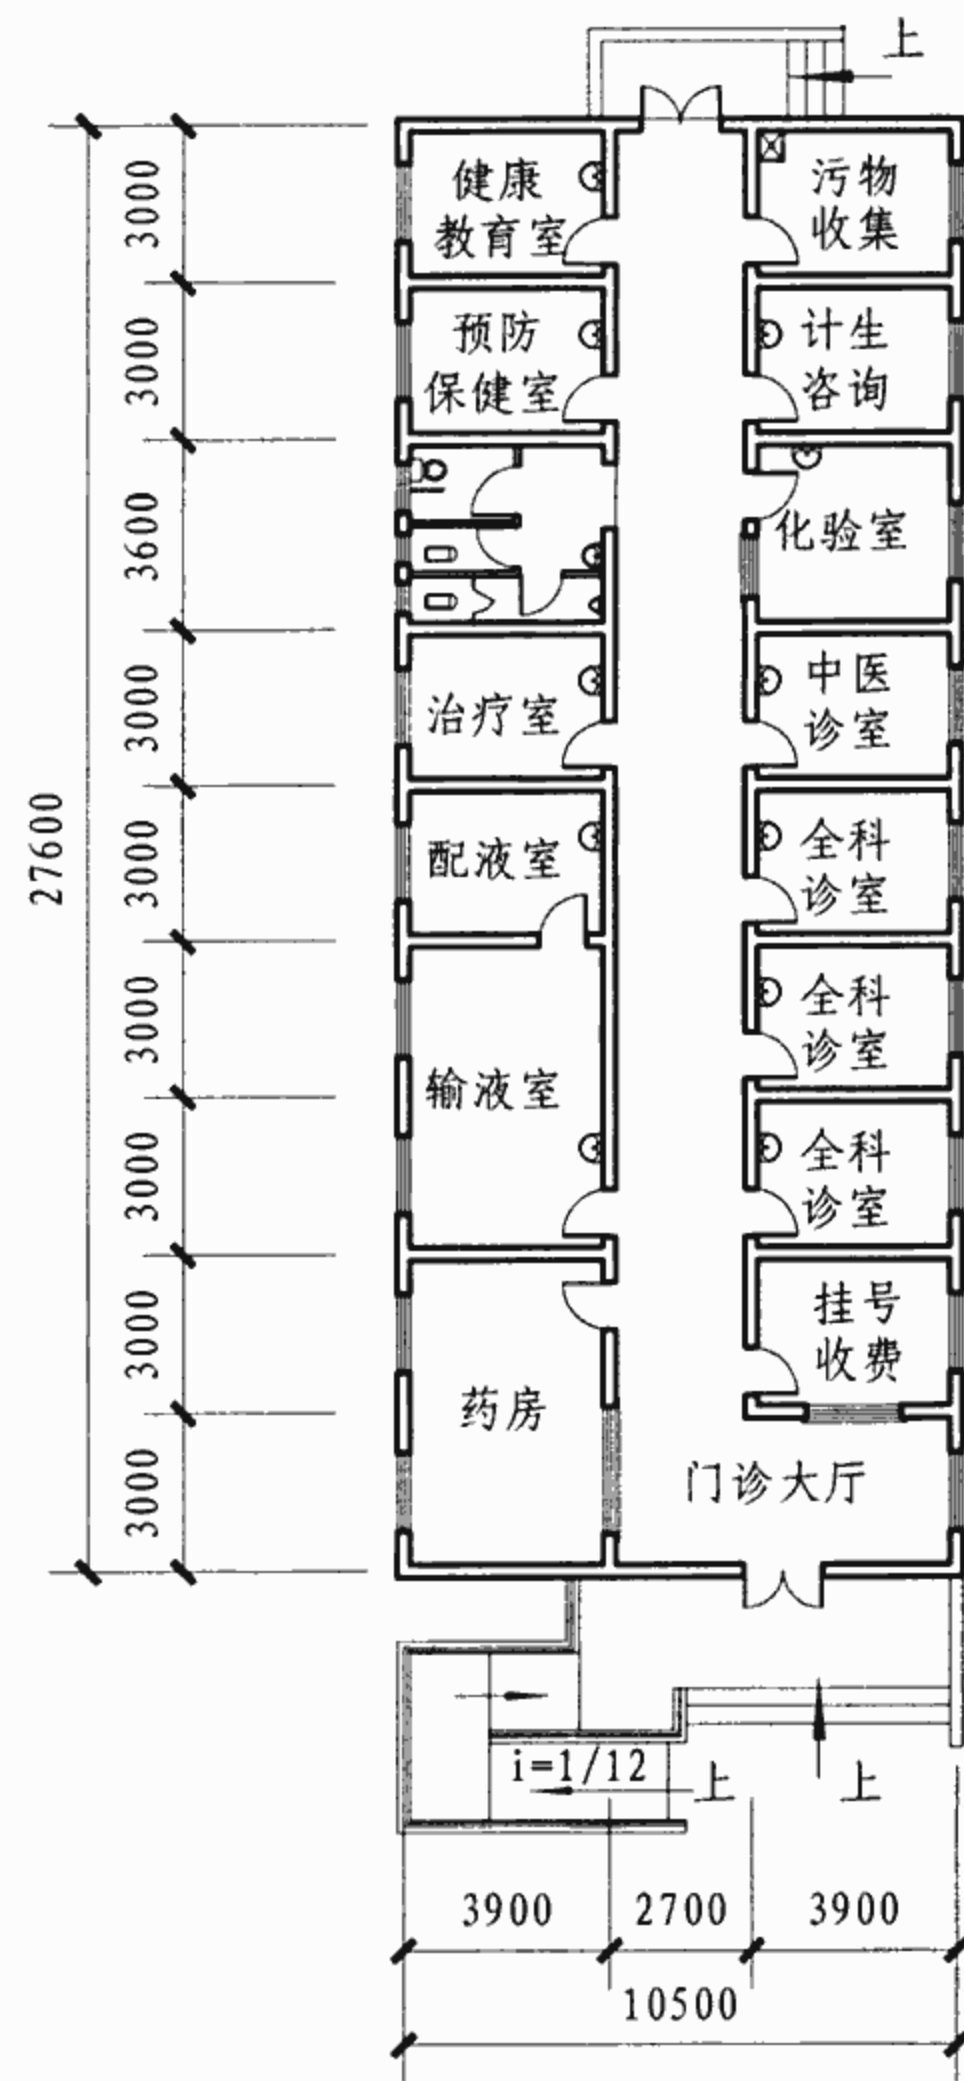 上
健康
教育室
污物
收集
3000
预防
保健室
计生
咨询
3000
化验室
3600
治疗室
中医
诊室
3000
27600
配液室
全科
诊室
3000
输液室
全科
诊室
3000
全科
诊室
3000
药房
挂号
收费
3000
门诊大厅
3000
i=1/12
上
上
3900
2700
3900
10500